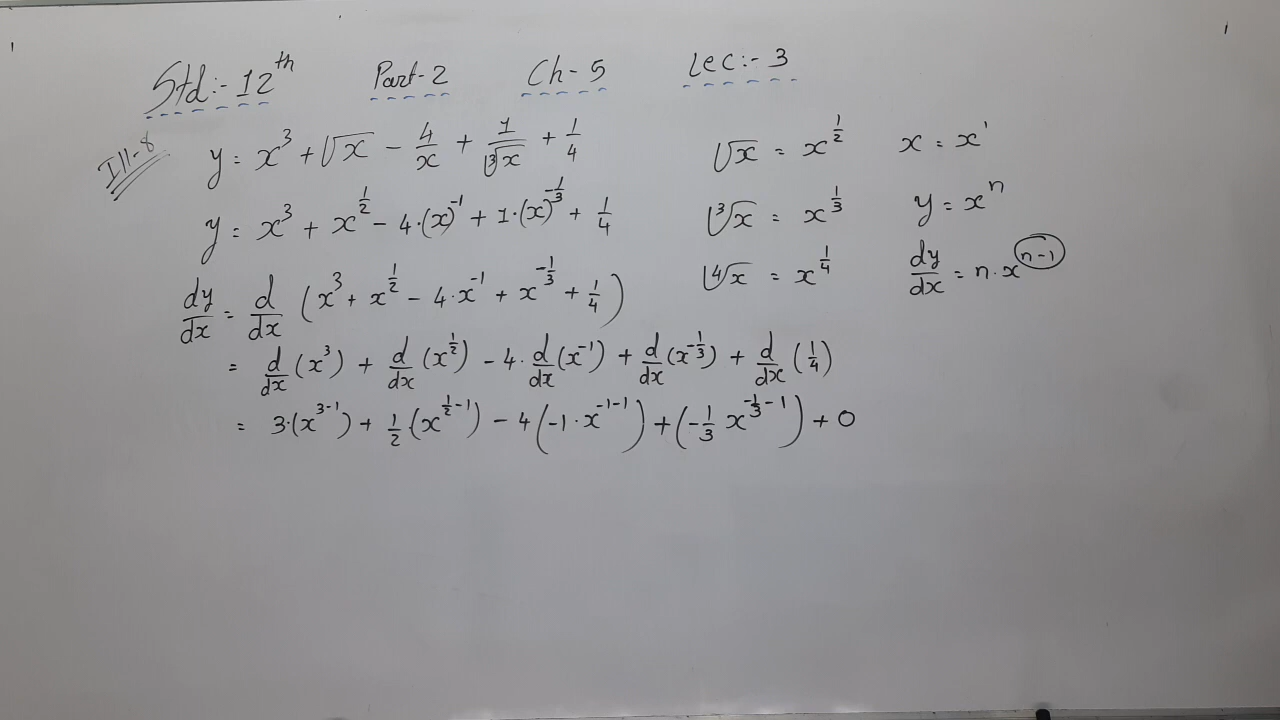 Std:- 12th Part-2 Ch-5 Lec:- 3
Ill-8
y = x³ + √x − 4/x + 1/∛x + 1/4
y = x³ + x^(1/2) − 4·(x)^-1 + 1·(x)^(-1/3) + 1/4
dy/dx = d/dx (x³ + x^(1/2) − 4·x^-1 + x^(-1/3) + 1/4)
= d/dx (x³) + d/dx (x^(1/2)) − 4·d/dx (x^-1) + d/dx (x^(-1/3)) + d/dx (1/4)
= 3·(x^(3-1)) + 1/2 (x^(1/2-1)) − 4(-1·x^(-1-1)) + (-1/3 x^(-1/3-1)) + 0
√x = x^(1/2)
∛x = x^(1/3)
∜x = x^(1/4)
x = x¹
y = x^n
dy/dx = n·x^(n-1)